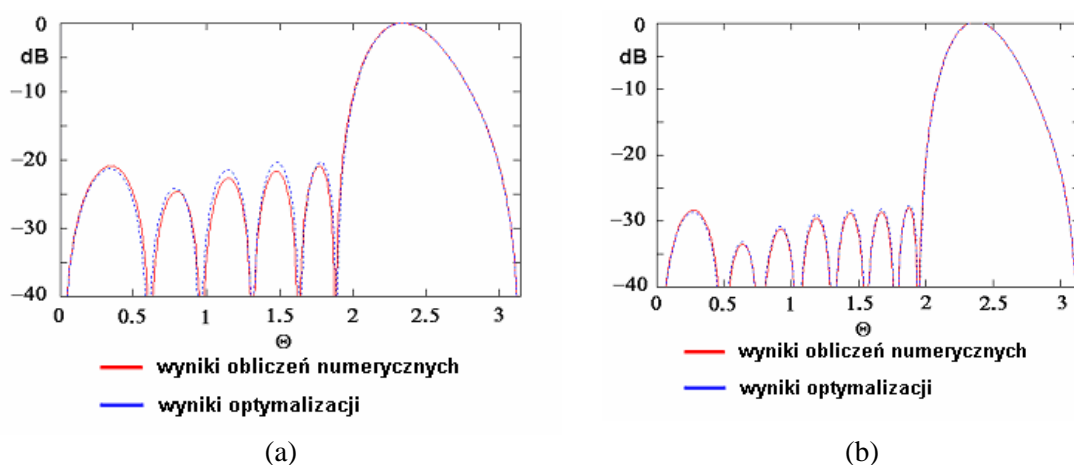 0
dB
−10
−20
−30
−40
0 0.5 1 1.5 2 2.5 3
Θ
wyniki obliczeń numerycznych
wyniki optymalizacji
(a)
0
dB
−10
−20
−30
−40
0 0.5 1 1.5 2 2.5 3
Θ
wyniki obliczeń numerycznych
wyniki optymalizacji
(b)